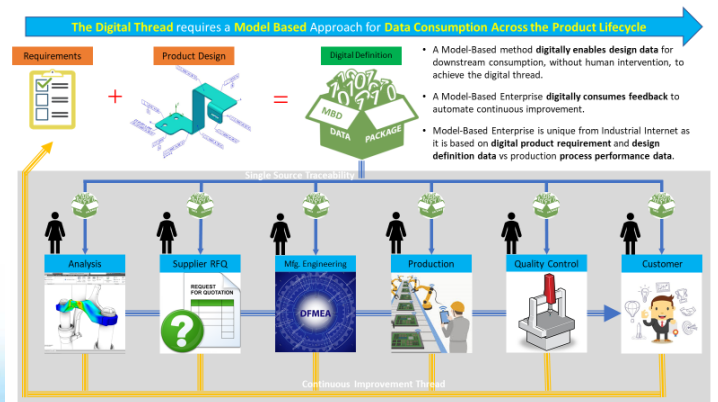 The Digital Thread requires a Model Based Approach for Data Consumption Across the Product Lifecycle
Requirements
Product Design
Digital Definition
+
=
MBD
DATA
PACKAGE
• A Model-Based method digitally enables design data for
downstream consumption, without human intervention, to
achieve the digital thread.
• A Model-Based Enterprise digitally consumes feedback to
automate continuous improvement.
• Model-Based Enterprise is unique from Industrial Internet as
it is based on digital product requirement and design
definition data vs production process performance data.
Single Source Traceability
Analysis
Supplier RFQ
Mfg. Engineering
Production
Quality Control
Customer
REQUEST
FOR QUOTATION
?
DFMEA
Continuous Improvement Thread